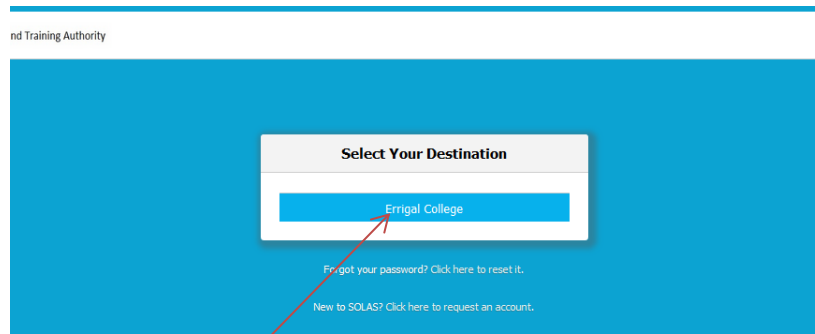 nd Training Authority
Select Your Destination
Errigal College
Forgot your password? Click here to reset it.
New to SOLAS? Click here to request an account.